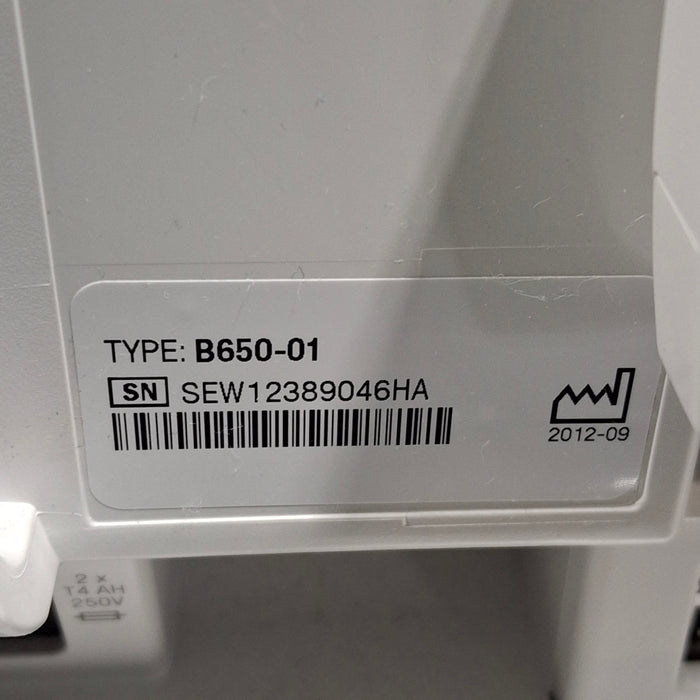 TYPE: B650-01
SN SEW12389046HA
2012-09
2 x
T4 AH
250V